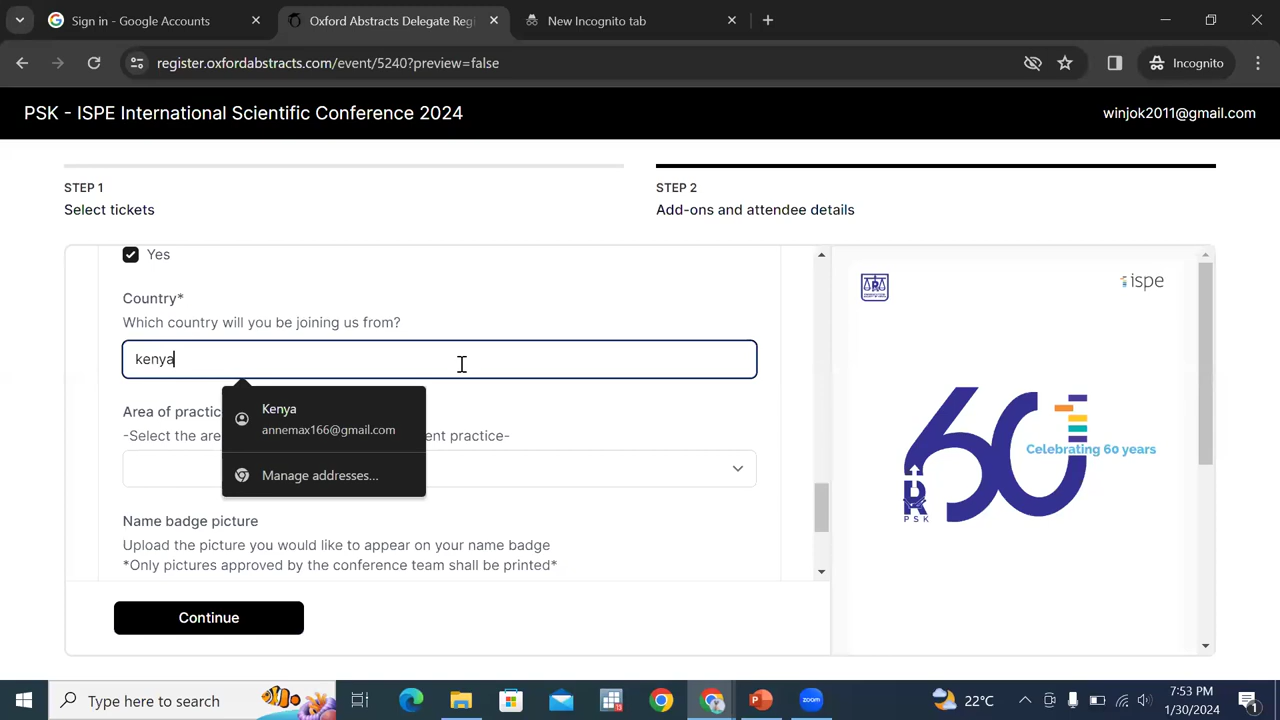 Sign in - Google Accounts
Oxford Abstracts Delegate Regi
New Incognito tab
register.oxfordabstracts.com/event/5240?preview=false
Incognito
PSK - ISPE International Scientific Conference 2024
winjok2011@gmail.com
STEP 1
Select tickets
STEP 2
Add-ons and attendee details
Yes
Country*
Which country will you be joining us from?
kenya
Kenya
annemax166@gmail.com
Manage addresses...
Area of practic
-Select the are
ent practice-
Name badge picture
Upload the picture you would like to appear on your name badge
*Only pictures approved by the conference team shall be printed*
Continue
ispe
60
Celebrating 60 years
PSK
Type here to search
zoom
22°C
7:53 PM
1/30/2024
1